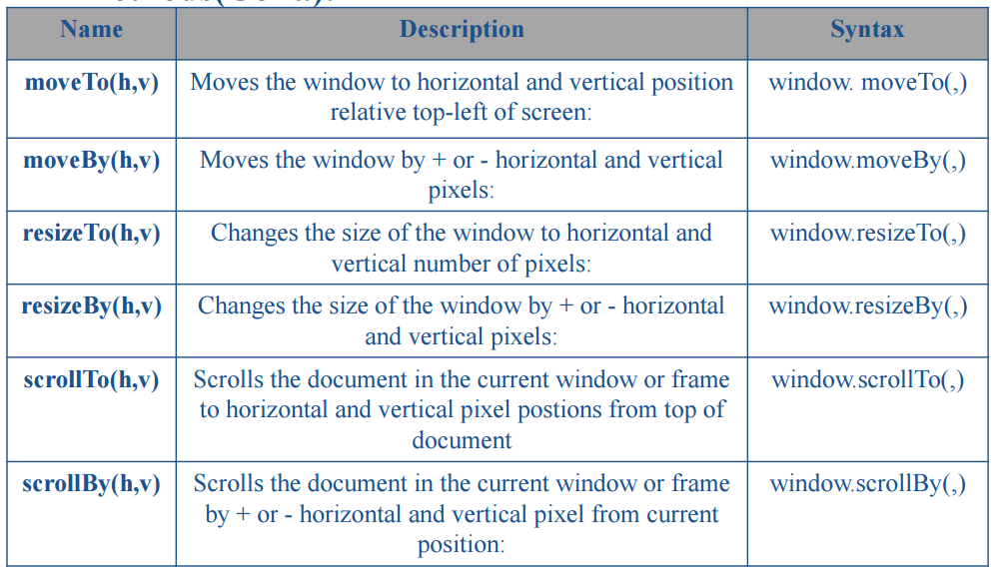 Name Description Syntax
moveTo(h,v) Moves the window to horizontal and vertical position window. moveTo(,)
relative top-left of screen:
moveBy(h,v) Moves the window by + or - horizontal and vertical window.moveBy(,)
pixels:
resizeTo(h,v) Changes the size of the window to horizontal and window.resizeTo(,)
vertical number of pixels:
resizeBy(h,v) Changes the size of the window by + or - horizontal window.resizeBy(,)
and vertical pixels:
scrollTo(h,v) Scrolls the document in the current window or frame window.scrollTo(,)
to horizontal and vertical pixel postions from top of
document
scrollBy(h,v) Scrolls the document in the current window or frame window.scrollBy(,)
by + or - horizontal and vertical pixel from current
position: